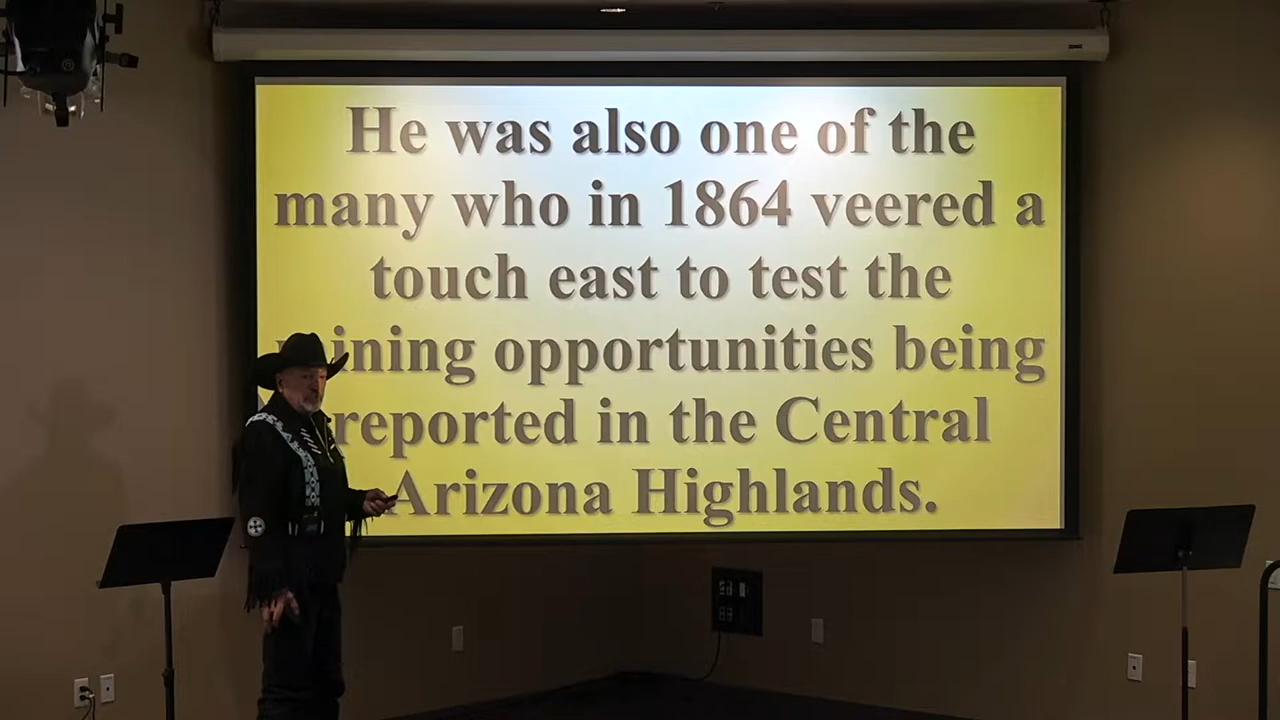 He was also one of the
many who in 1864 veered a
touch east to test the
mining opportunities being
reported in the Central
Arizona Highlands.